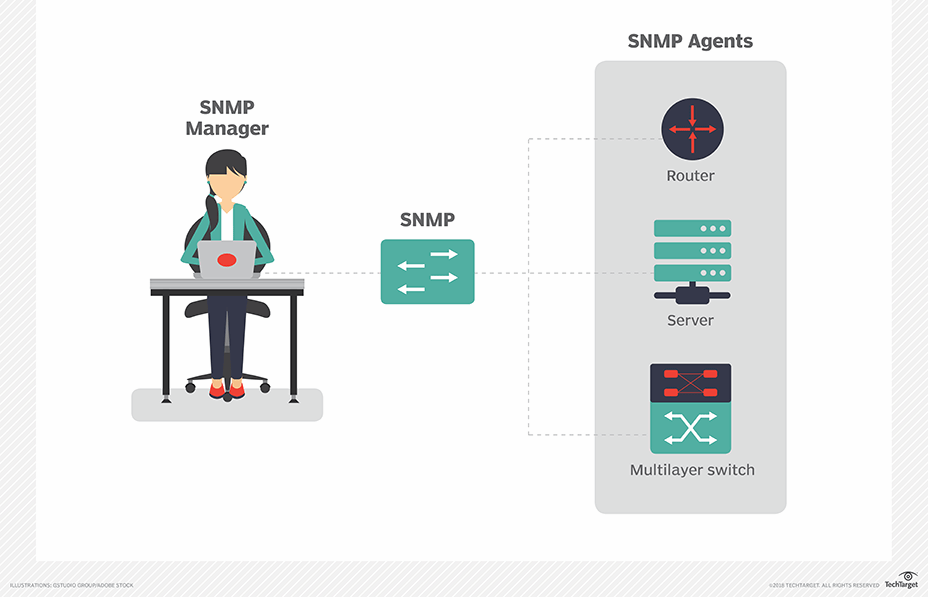 SNMP Agents
SNMP
Manager
Router
SNMP
Server
Multilayer switch
ILLUSTRATIONS: GSTUDIO GROUP/ADOBE STOCK
©2018 TECHTARGET. ALL RIGHTS RESERVED
TechTarget